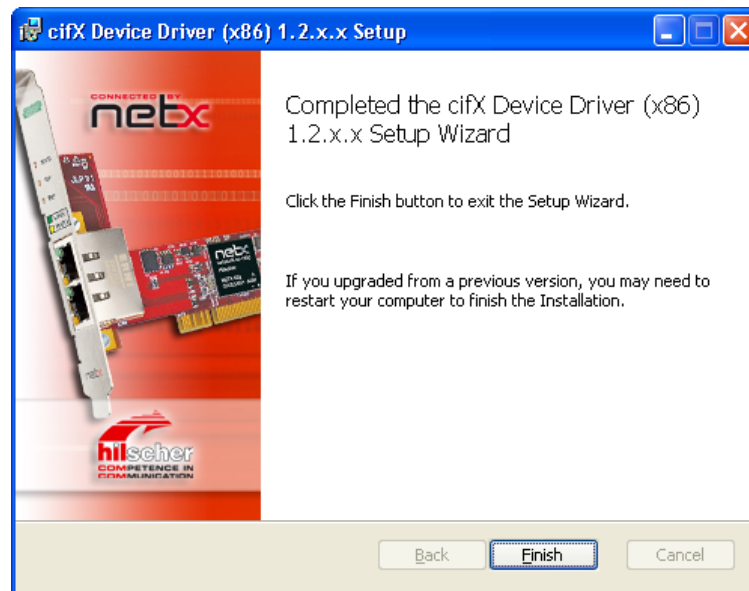 cifX Device Driver (x86) 1.2.x.x Setup
CONNECTED BY
netx
Completed the cifX Device Driver (x86)
1.2.x.x Setup Wizard
Click the Finish button to exit the Setup Wizard.
If you upgraded from a previous version, you may need to
restart your computer to finish the Installation.
netx
netx
hilscher
COMPETENCE IN
COMMUNICATION
Back
Finish
Cancel